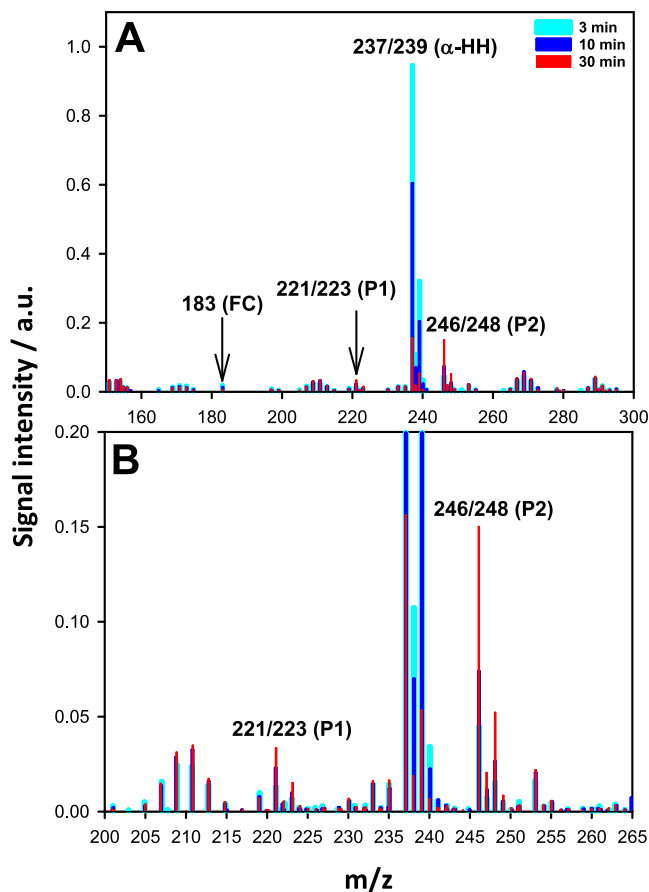 A
237/239 (α-HH)
3 min
10 min
30 min
1.0
0.8
0.6
0.4
0.2
0.0
183 (FC)
221/223 (P1)
246/248 (P2)
160 180 200 220 240 260 280 300
Signal intensity / a.u.
B
0.20
0.15
0.10
0.05
0.00
246/248 (P2)
221/223 (P1)
200 205 210 215 220 225 230 235 240 245 250 255 260 265
m/z